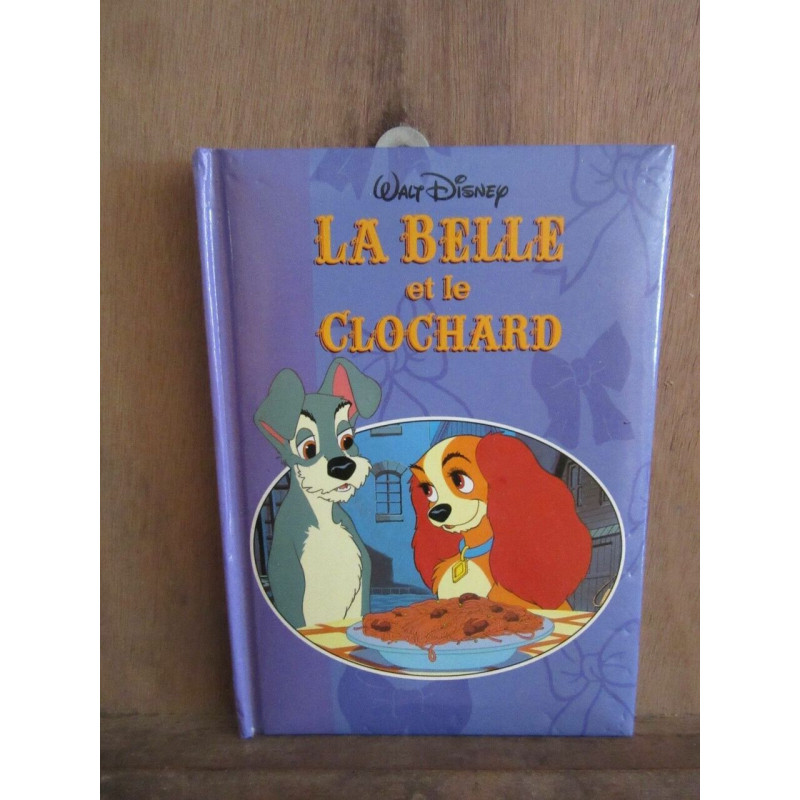 WALT DISNEY
LA BELLE
et le
CLOCHARD